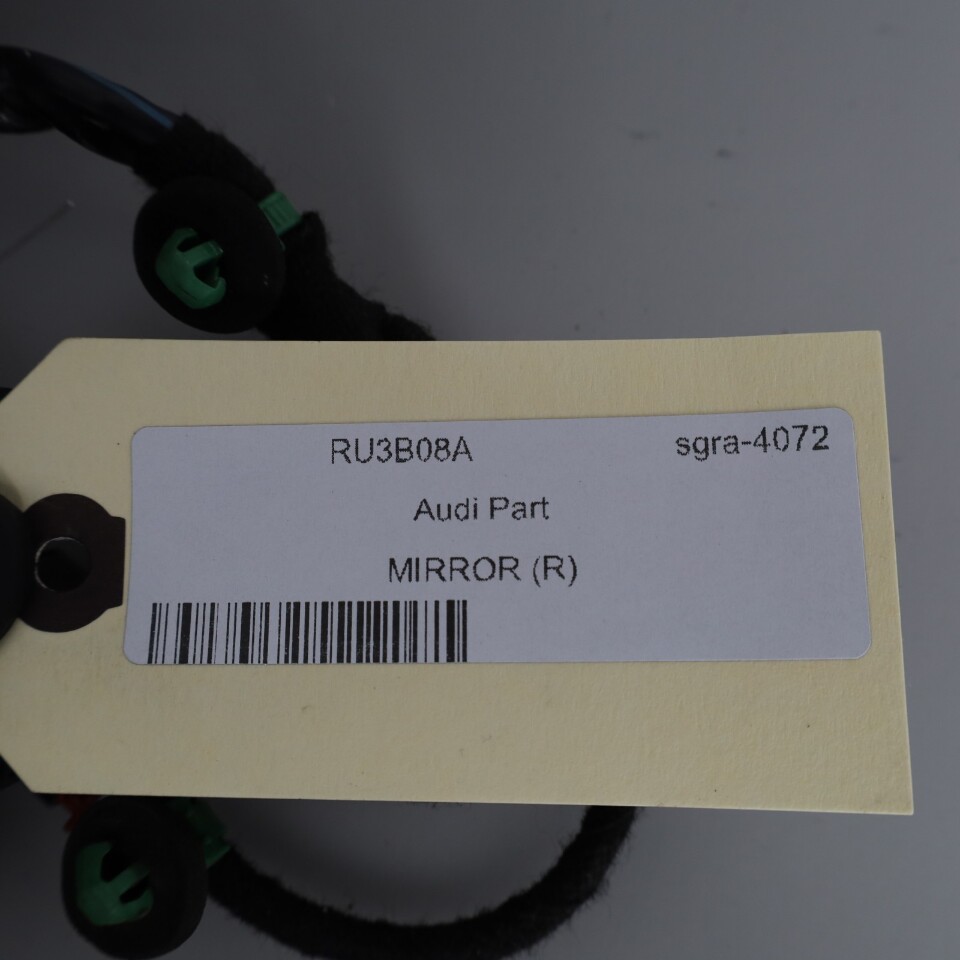 RU3B08A sgra-4072
Audi Part
MIRROR (R)